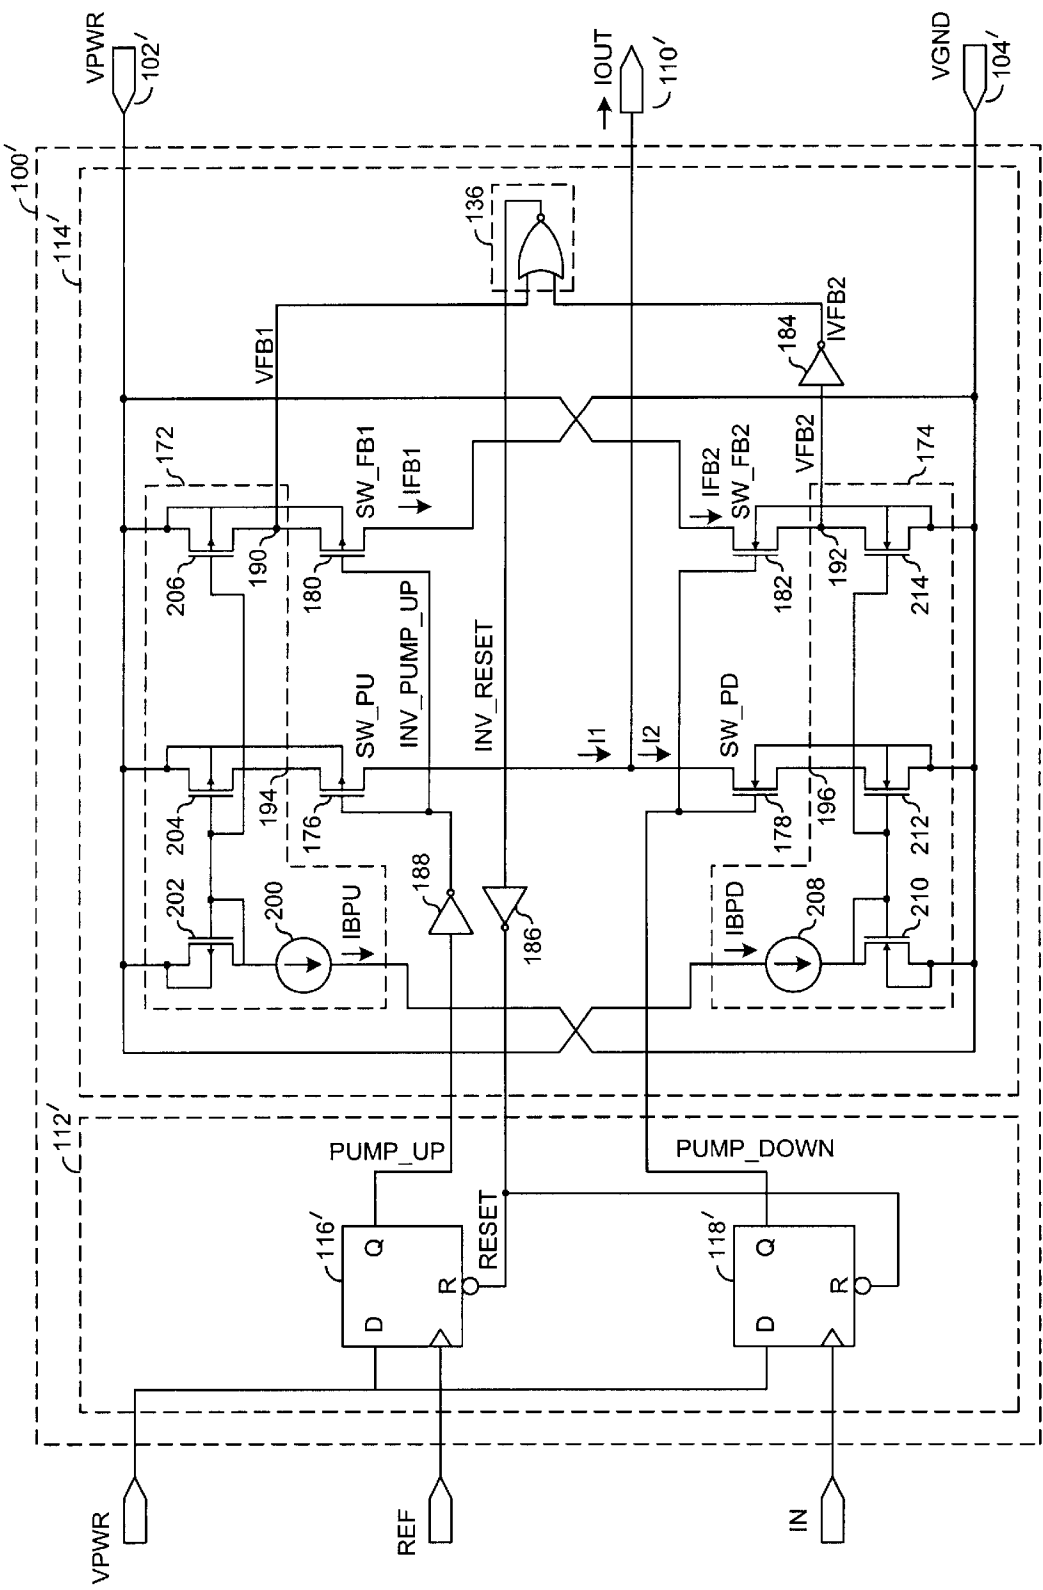 VPWR
102'
100'
114'
172
206
VFB1
190
136
SW_FB1
180
IFB1
INV_PUMP_UP
INV_RESET
IOUT
110'
VGND
104'
184
IVFB2
VFB2
174
IFB2
SW_FB2
182
192
214
204
194
176
SW_PU
I1
I2
SW_PD
178
196
212
202
200
IBPU
188
186
IBPD
208
210
112'
PUMP_UP
116'
Q
D
R
RESET
PUMP_DOWN
118'
Q
D
R
VPWR
REF
IN